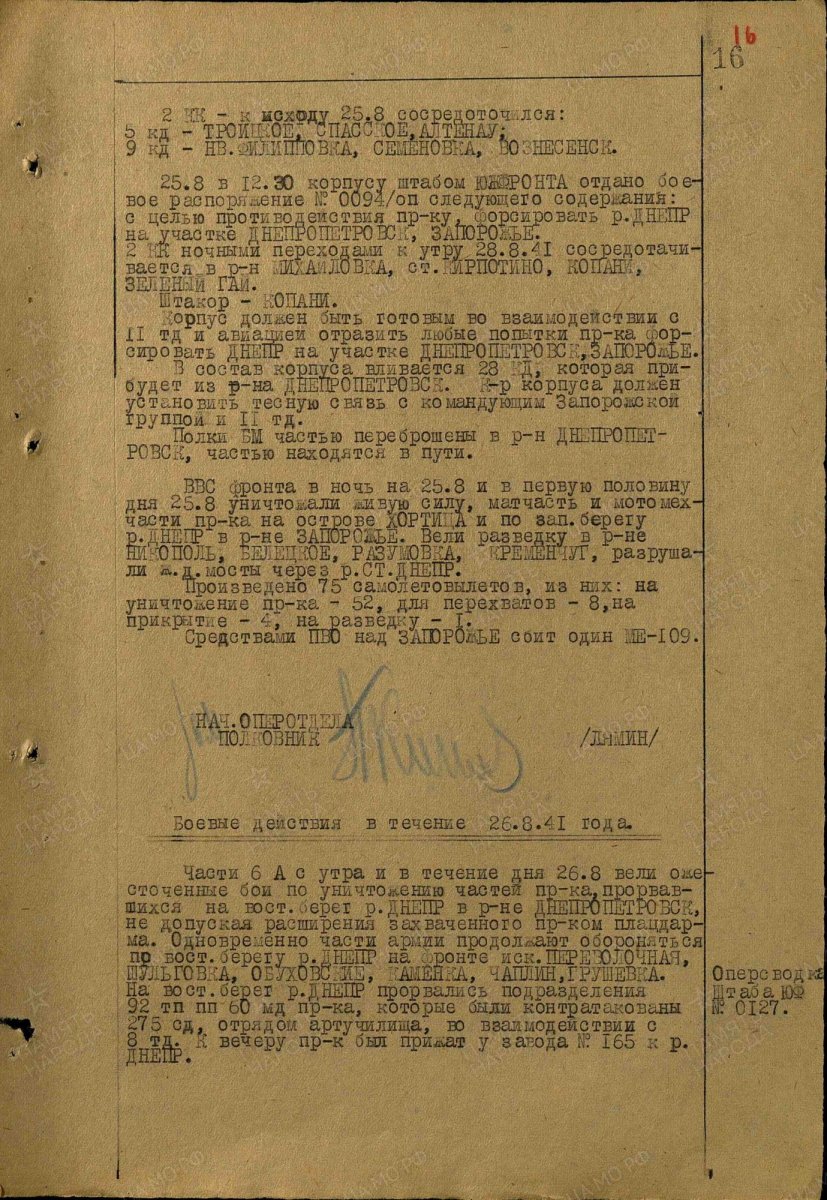 16
16
2 КК - к исходу 25.8 сосредоточился:
5 кд - ТРОИЦКОЕ, СПАССКОЕ, АЛТЕНАУ;
9 кд - НВ.ФИЛИППОВКА, СЕМЕНОВКА, ВОЗНЕСЕНСК.
25.8 в 12.30 корпусу штабом ЮЖФРОНТА отдано бое-
вое распоряжение № 0094/оп следующего содержания:
с целью противодействия пр-ку, форсировать р.ДНЕПР
на участке ДНЕПРОПЕТРОВСК, ЗАПОРОЖЬЕ.
2 КК ночными переходами к утру 28.8.41 сосредотачи-
вается в р-н МИХАЙЛОВКА, ст.КИРПОТИНО, КОПАНИ,
ЗЕЛЕНЫЙ ГАЙ.
Штакор - КОПАНИ.
Корпус должен быть готовым во взаимодействии с
II тд и авиацией отразить любые попытки пр-ка фор-
сировать ДНЕПР на участке ДНЕПРОПЕТРОВСК,ЗАПОРОЖЬЕ.
В состав корпуса вливается 28 КД, которая при-
будет из р-на ДНЕПРОПЕТРОВСК. К-р корпуса должен
установить тесную связь с командующим Запорожской
группой и II тд.
Полки БМ частью переброшены в р-н ДНЕПРОПЕТ-
РОВСК, частью находятся в пути.
ВВС фронта в ночь на 25.8 и в первую половину
дня 25.8 уничтожали живую силу, матчасть и мотомех-
части пр-ка на острове ХОРТИЦА и по зап.берегу
р.ДНЕПР в р-не ЗАПОРОЖЬЕ. Вели разведку в р-не
НИКОПОЛЬ, БЕЛЕЦКОЕ, РАЗУМОВКА, КРЕМЕНЧУГ, разруша-
ли ж.д.мосты через р.СТ.ДНЕПР.
Произведено 75 самолетовылетов, из них: на
уничтожение пр-ка - 52, для перехватов - 8,на
прикрытие - 4, на разведку - I.
Средствами ПВО над ЗАПОРОЖЬЕ сбит один МЕ-109.
НАЧ.ОПЕРОТДЕЛА
ПОЛКОВНИК /ЛЯМИН/
Боевые действия в течение 26.8.41 года.
Части 6 А с утра и в течение дня 26.8 вели оже-
сточенные бои по уничтожению частей пр-ка,прорвав-
шихся на вост.берег р.ДНЕПР в р-не ДНЕПРОПЕТРОВСК,
не допуская расширения захваченного пр-ком плацдар-
ма. Одновременно части армии продолжают обороняться
по вост.берегу р.ДНЕПР на фронте иск.ПЕРЕВОЛОЧНАЯ,
ШУЛЬГОВКА, ОБУХОВСКИЕ, КАМЕНКА, ЧАПЛИН,ГРУШЕВКА.
На вост.берег р.ДНЕПР прорвались подразделения
92 тп пп 60 мд пр-ка, которые были контратакованы
275 сд, отрядом артучилища, во взаимодействии с
8 тд. К вечеру пр-к был прижат у завода № 165 к р.
ДНЕПР.
Оперсводка
Штаба ЮФ
№ 0127.